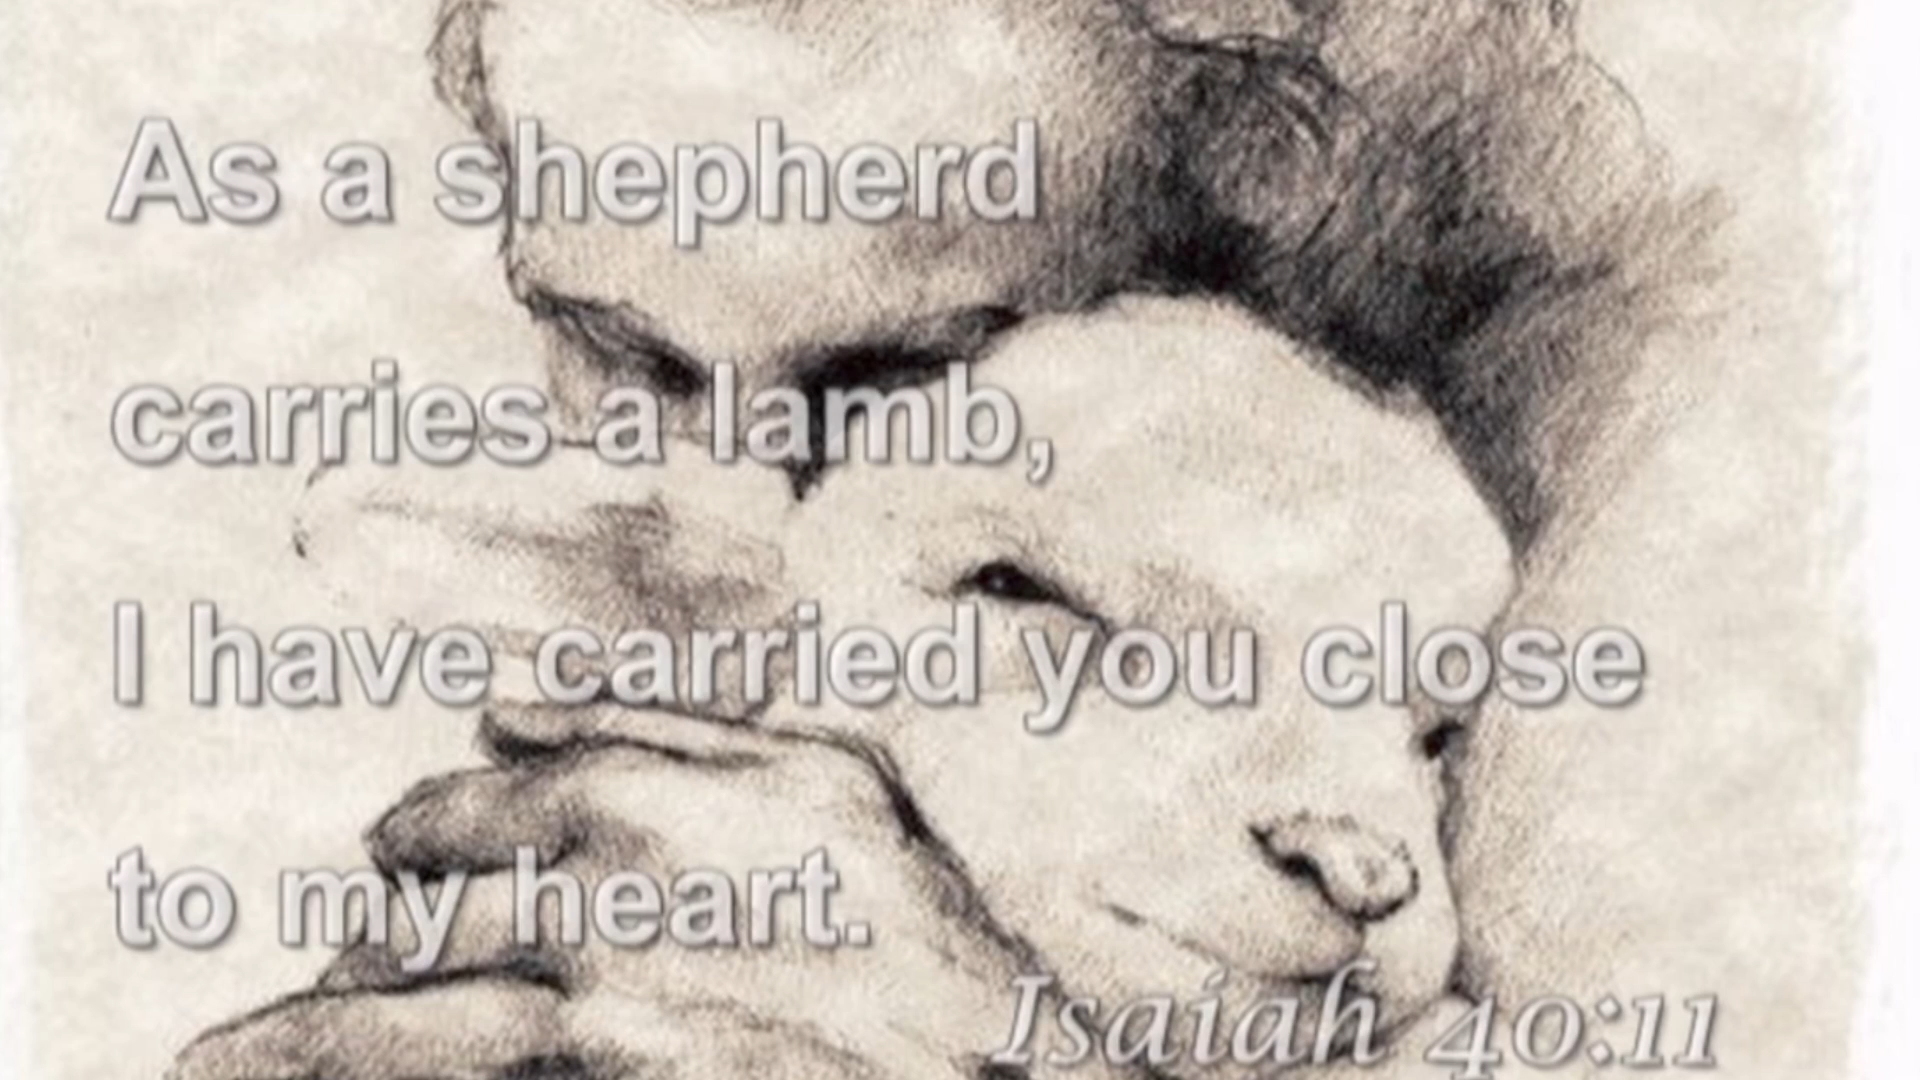 As a shepherd
carries a lamb,
I have carried you close
to my heart.
Isaiah 40:11